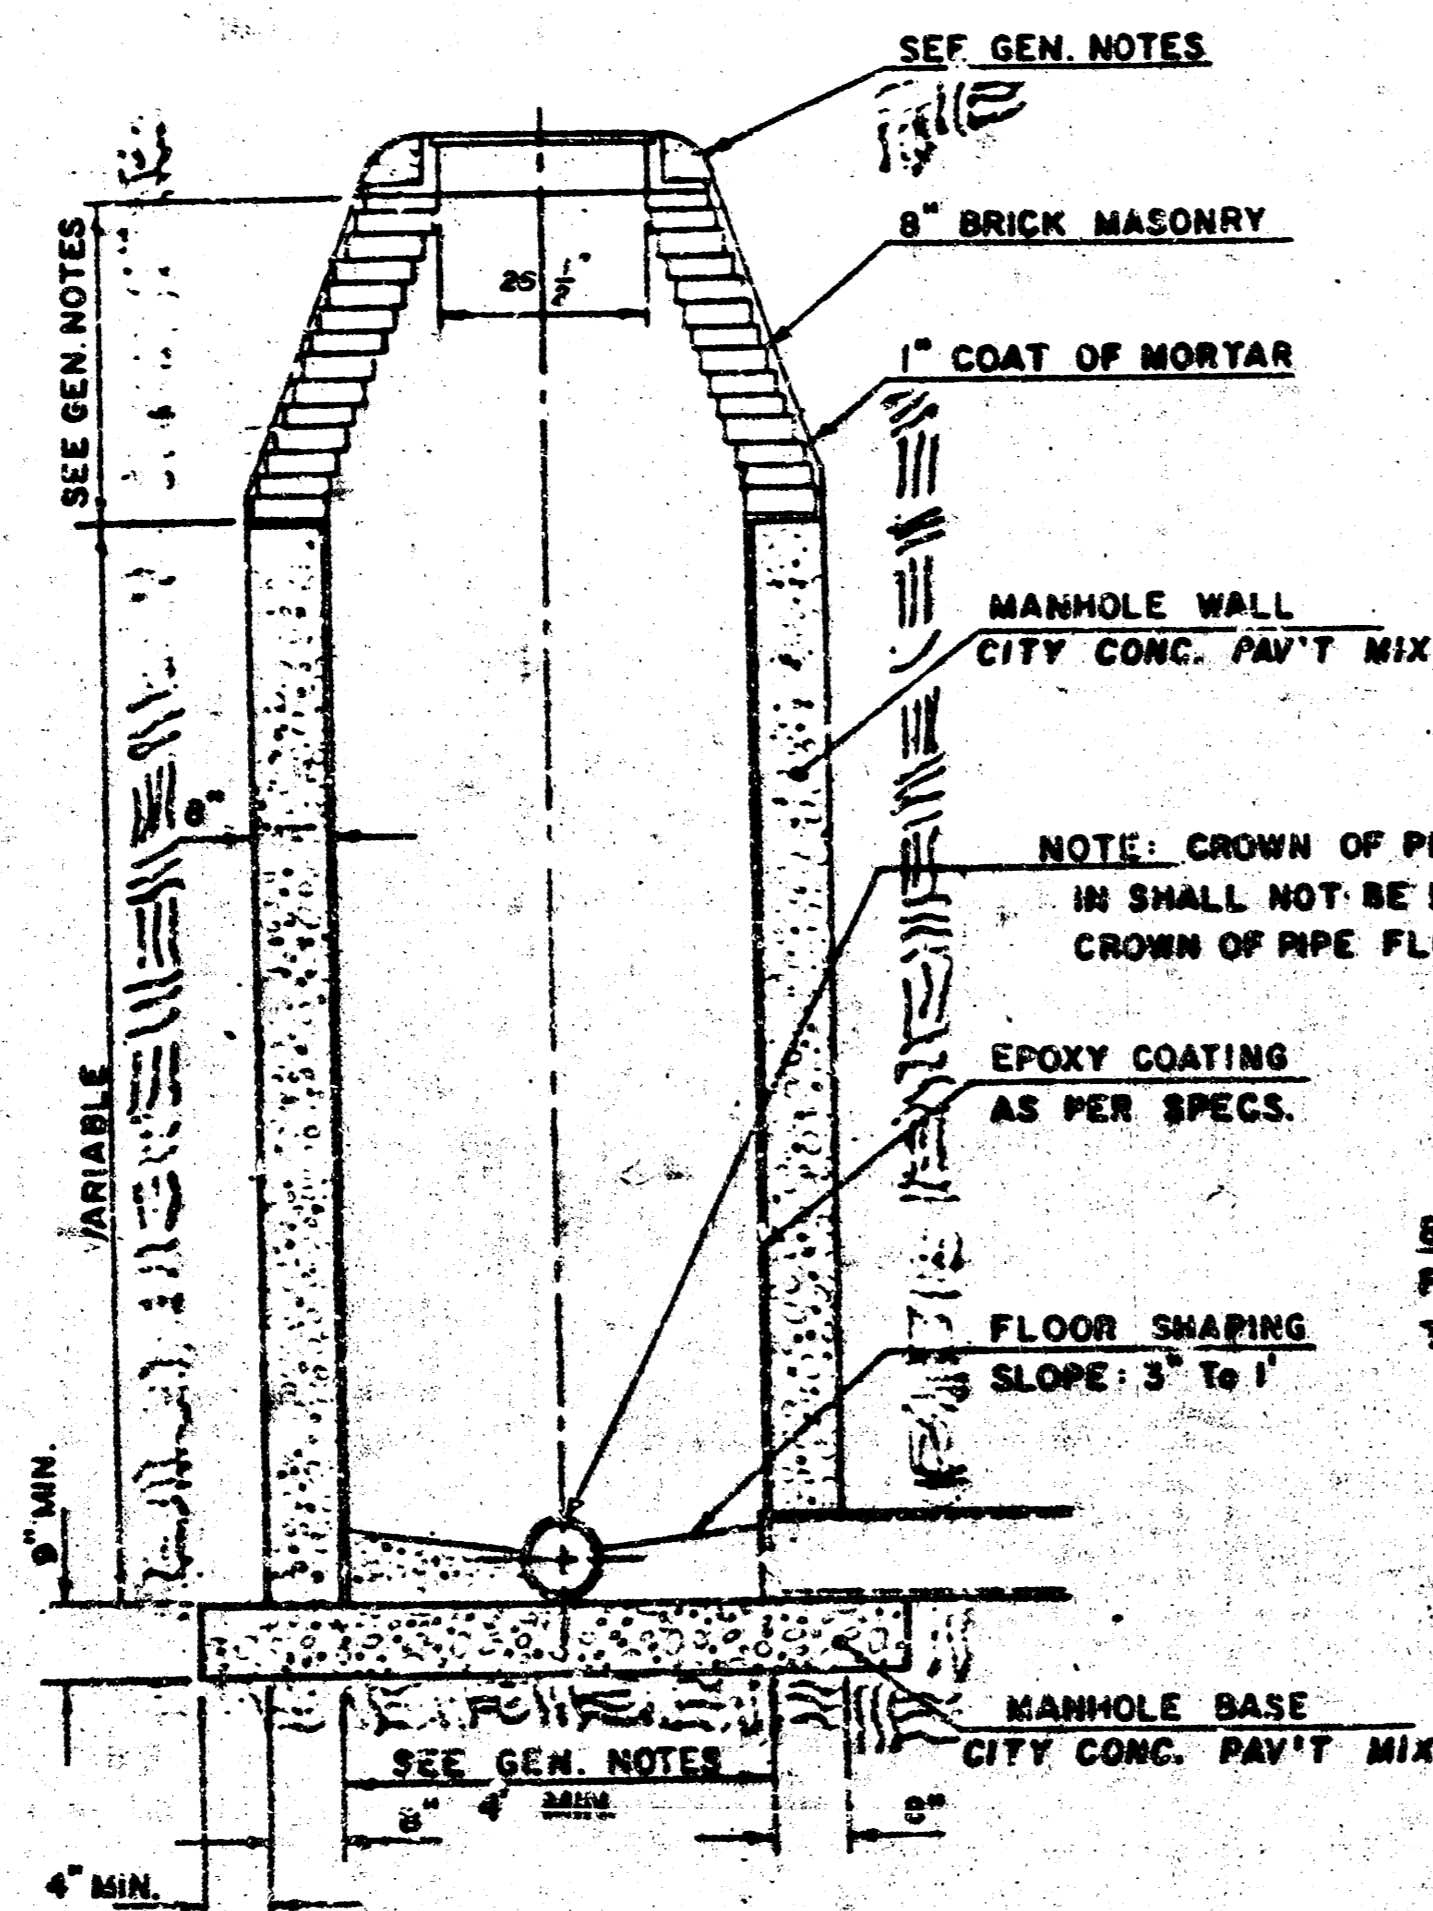 SEE GEN. NOTES
8" BRICK MASONRY
SEE GEN. NOTES
1" COAT OF MORTAR
MANHOLE WALL
CITY CONC. PAV'T MIX
8"
NOTE: CROWN OF
IN SHALL NOT BE
CROWN OF PIPE
EPOXY COATING
AS PER SPECS.
VARIABLE
FLOOR SHAPING
SLOPE: 3" To 1'
9" MIN.
MANHOLE BASE
CITY CONC. PAV'T MIX
SEE GEN. NOTES
8" 4' 8"
4" MIN.